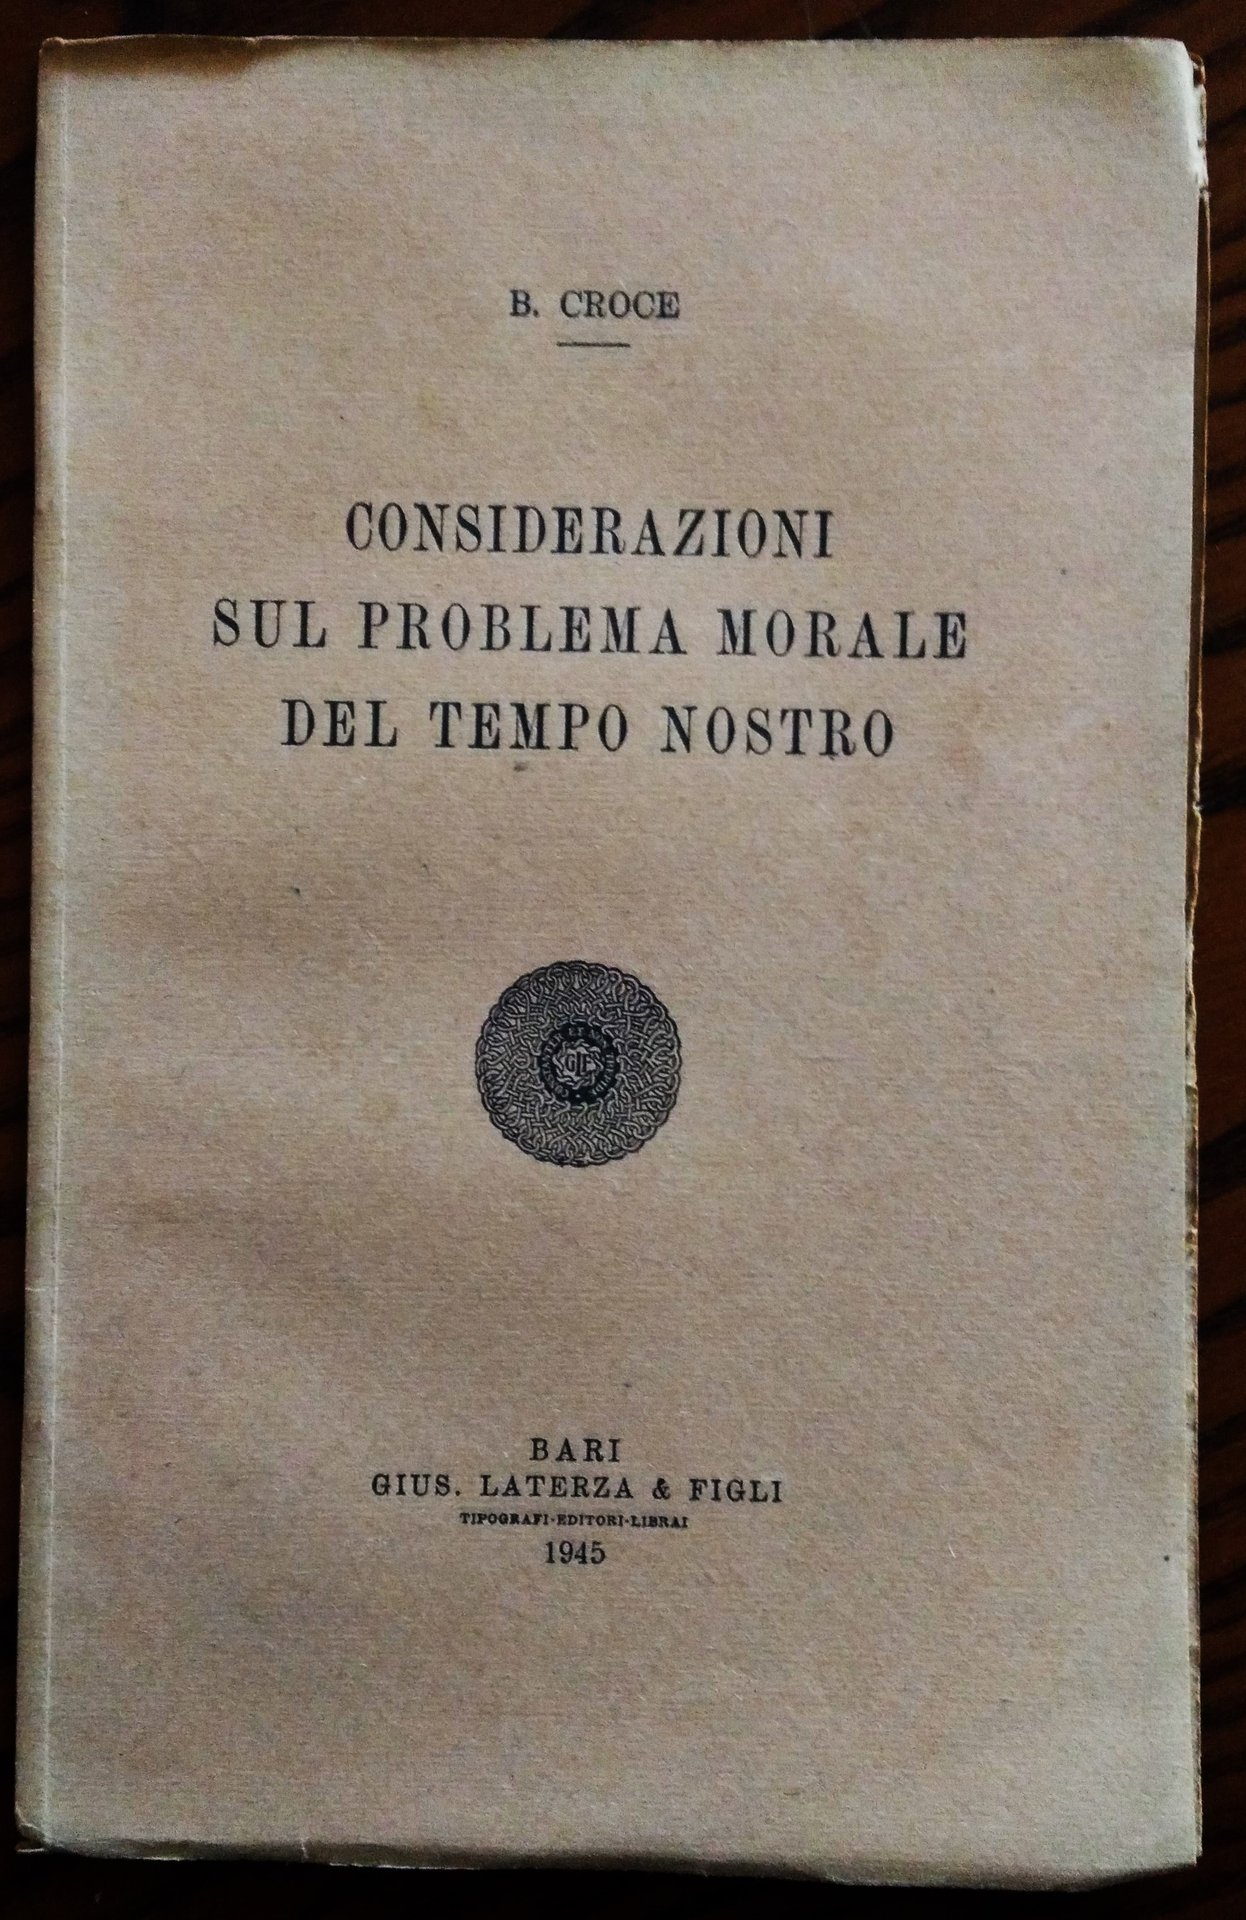 B. CROCE
CONSIDERAZIONI
SUL PROBLEMA MORALE
DEL TEMPO NOSTRO
BARI
GIUS. LATERZA & FIGLI
TIPOGRAFI-EDITORI-LIBRAI
1945